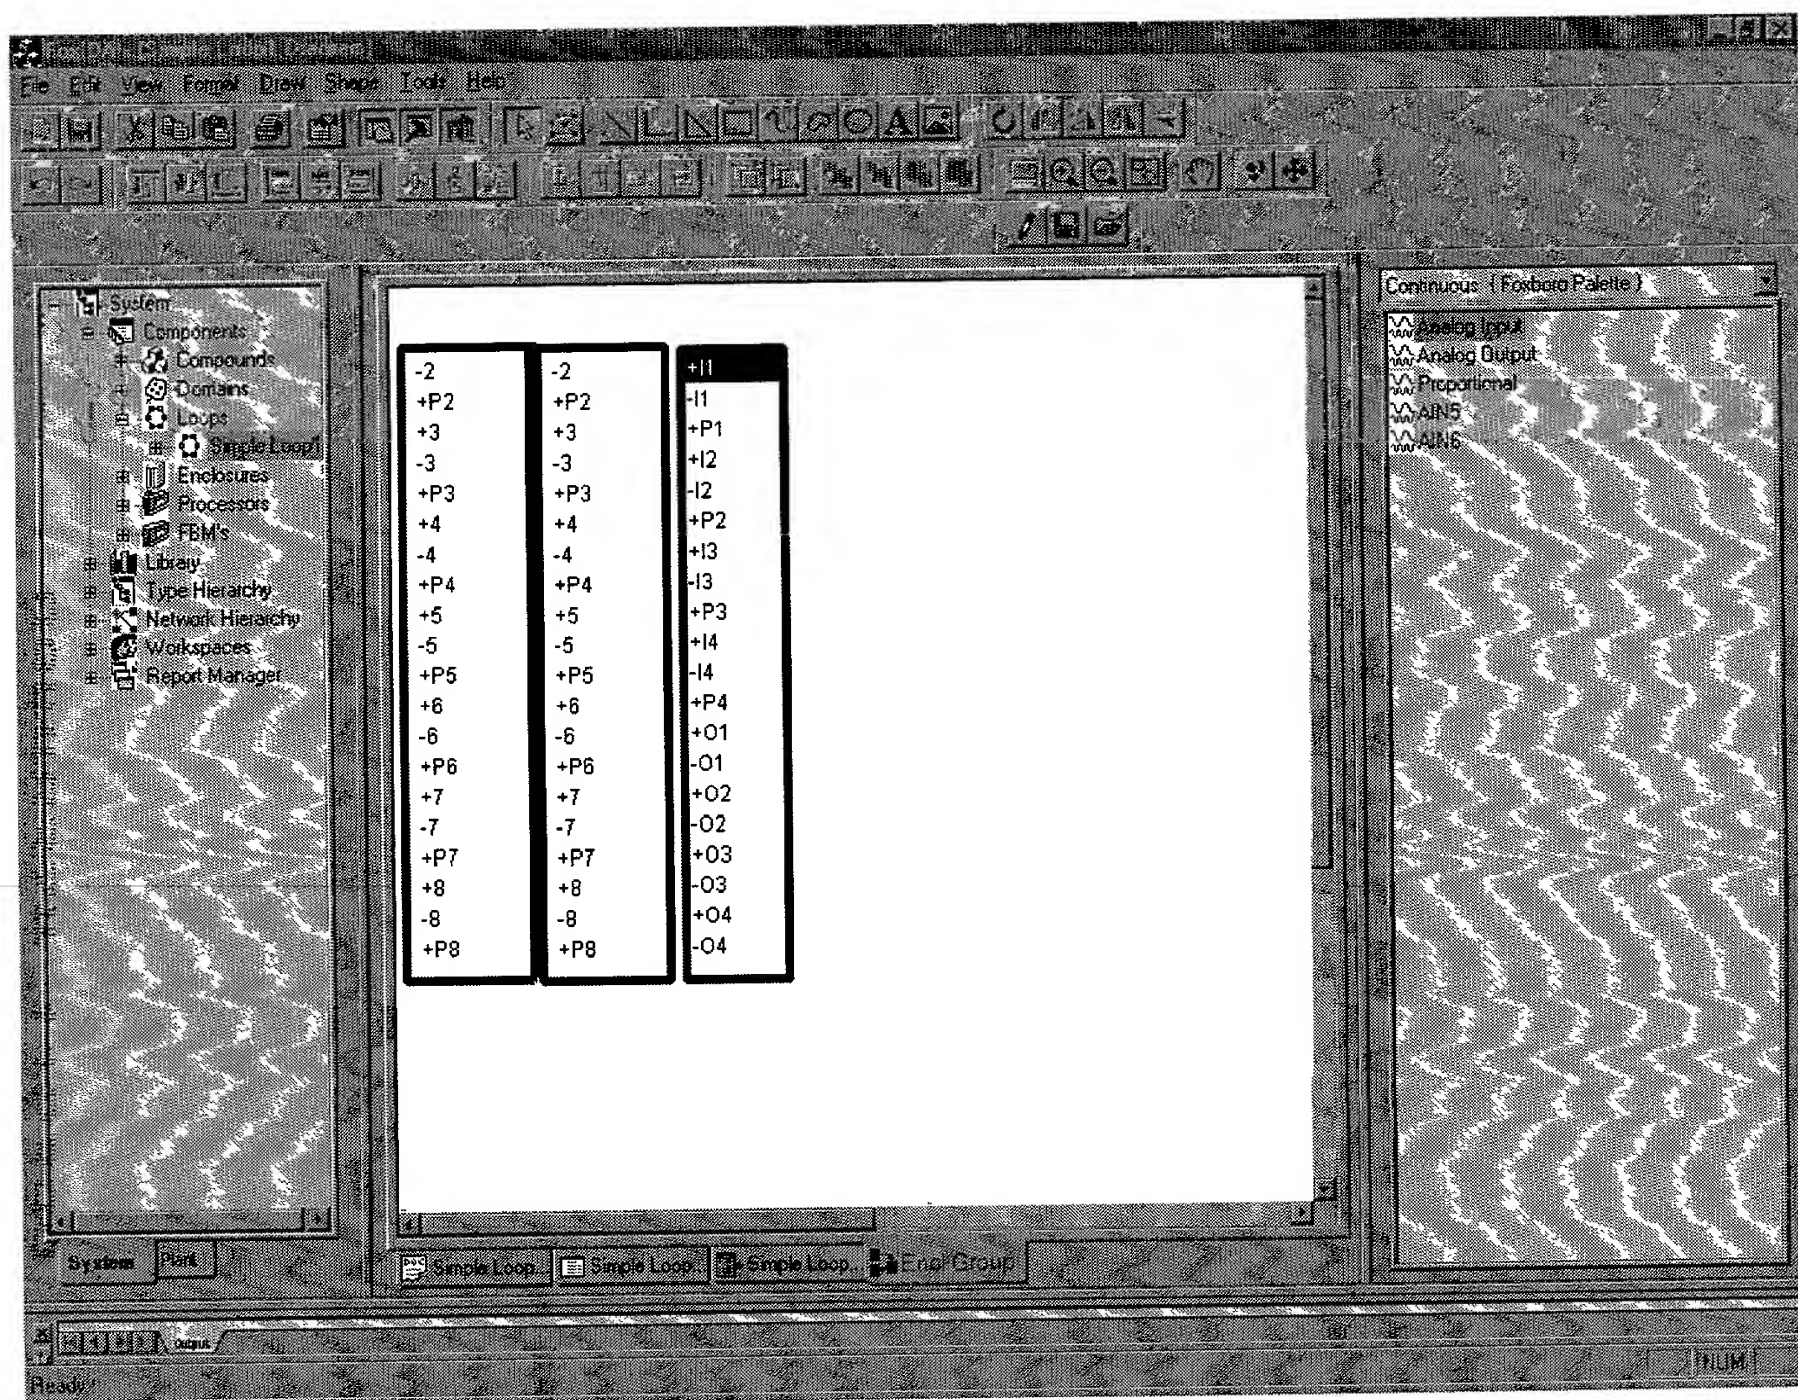 File Edit View Format Draw Shape Tools Help
System
Components
Compounds
Domains
Loops
Simple Loop1
Enclosures
Processors
FBM's
Library
Type Hierarchy
Network Hierarchy
Workspaces
Report Manager
System Plant
-2
+P2
+3
-3
+P3
+4
-4
+P4
+5
-5
+P5
+6
-6
+P6
+7
-7
+P7
+8
-8
+P8
-2
+P2
+3
-3
+P3
+4
-4
+P4
+5
-5
+P5
+6
-6
+P6
+7
-7
+P7
+8
-8
+P8
+I1
-I1
+P1
+I2
-I2
+P2
+I3
-I3
+P3
+I4
-I4
+P4
+O1
-O1
+O2
-O2
+O3
-O3
+O4
-O4
Simple Loop... Simple Loop... Simple Loop... Encl Group
Continuous { Foxboro Palette }
Analog Input
Analog Output
Proportional
AIN5
AIN6
Output
Ready
NUM